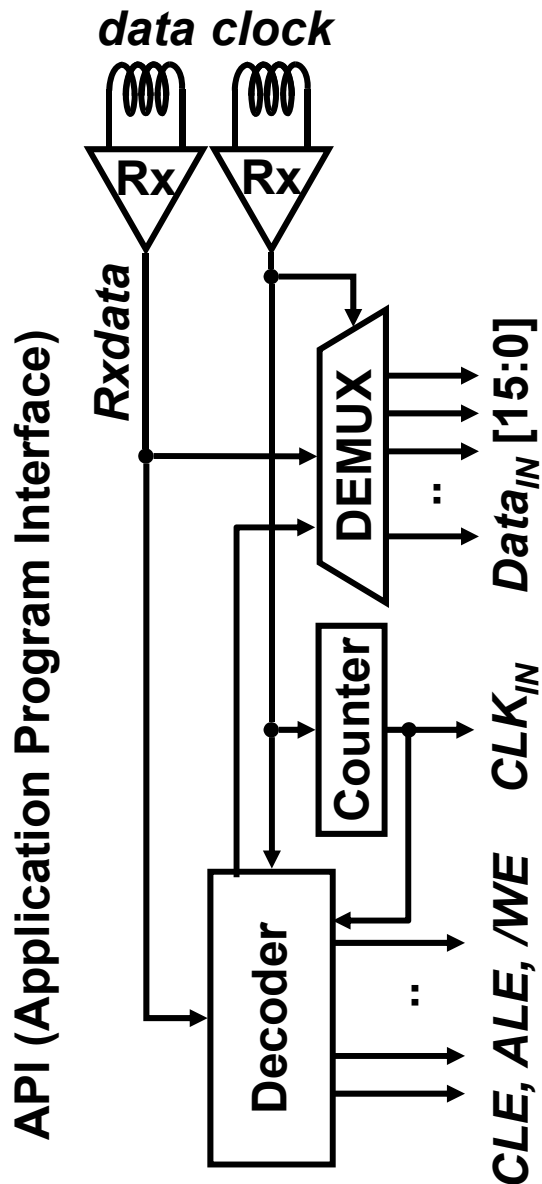 API (Application Program Interface)
data clock
Rx
Rx
Rxdata
DEMUX
Counter
Decoder
..
..
CLE, ALE, /WE
CLK_IN
Data_IN [15:0]